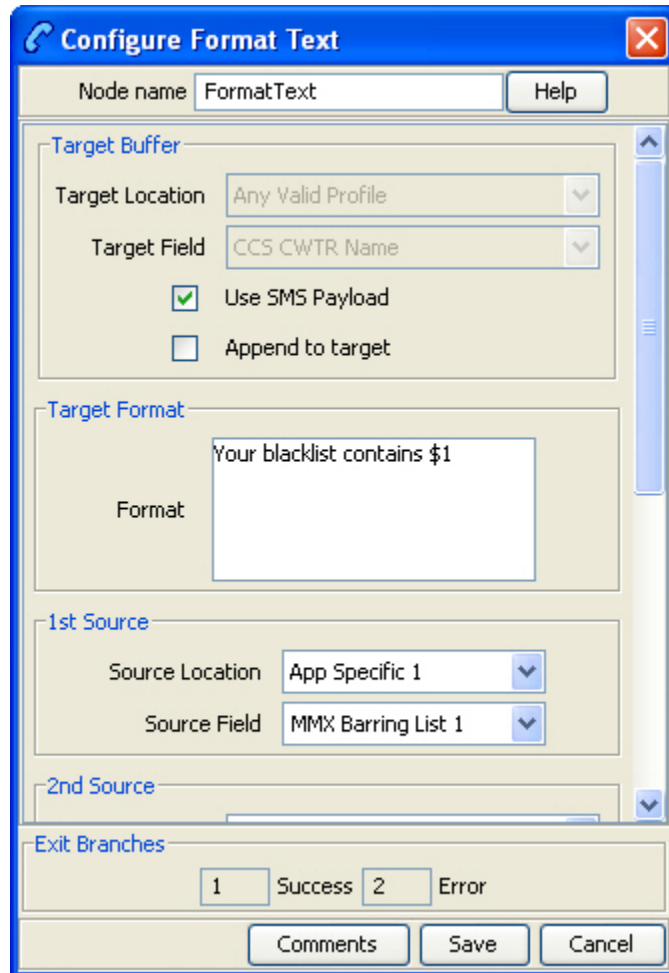 Configure Format Text
Node name FormatText Help
Target Buffer
Target Location Any Valid Profile
Target Field CCS CWTR Name
Use SMS Payload
Append to target
Target Format
Your blacklist contains $1
Format
1st Source
Source Location App Specific 1
Source Field MMX Barring List 1
2nd Source
Exit Branches
1 Success 2 Error
Comments Save Cancel